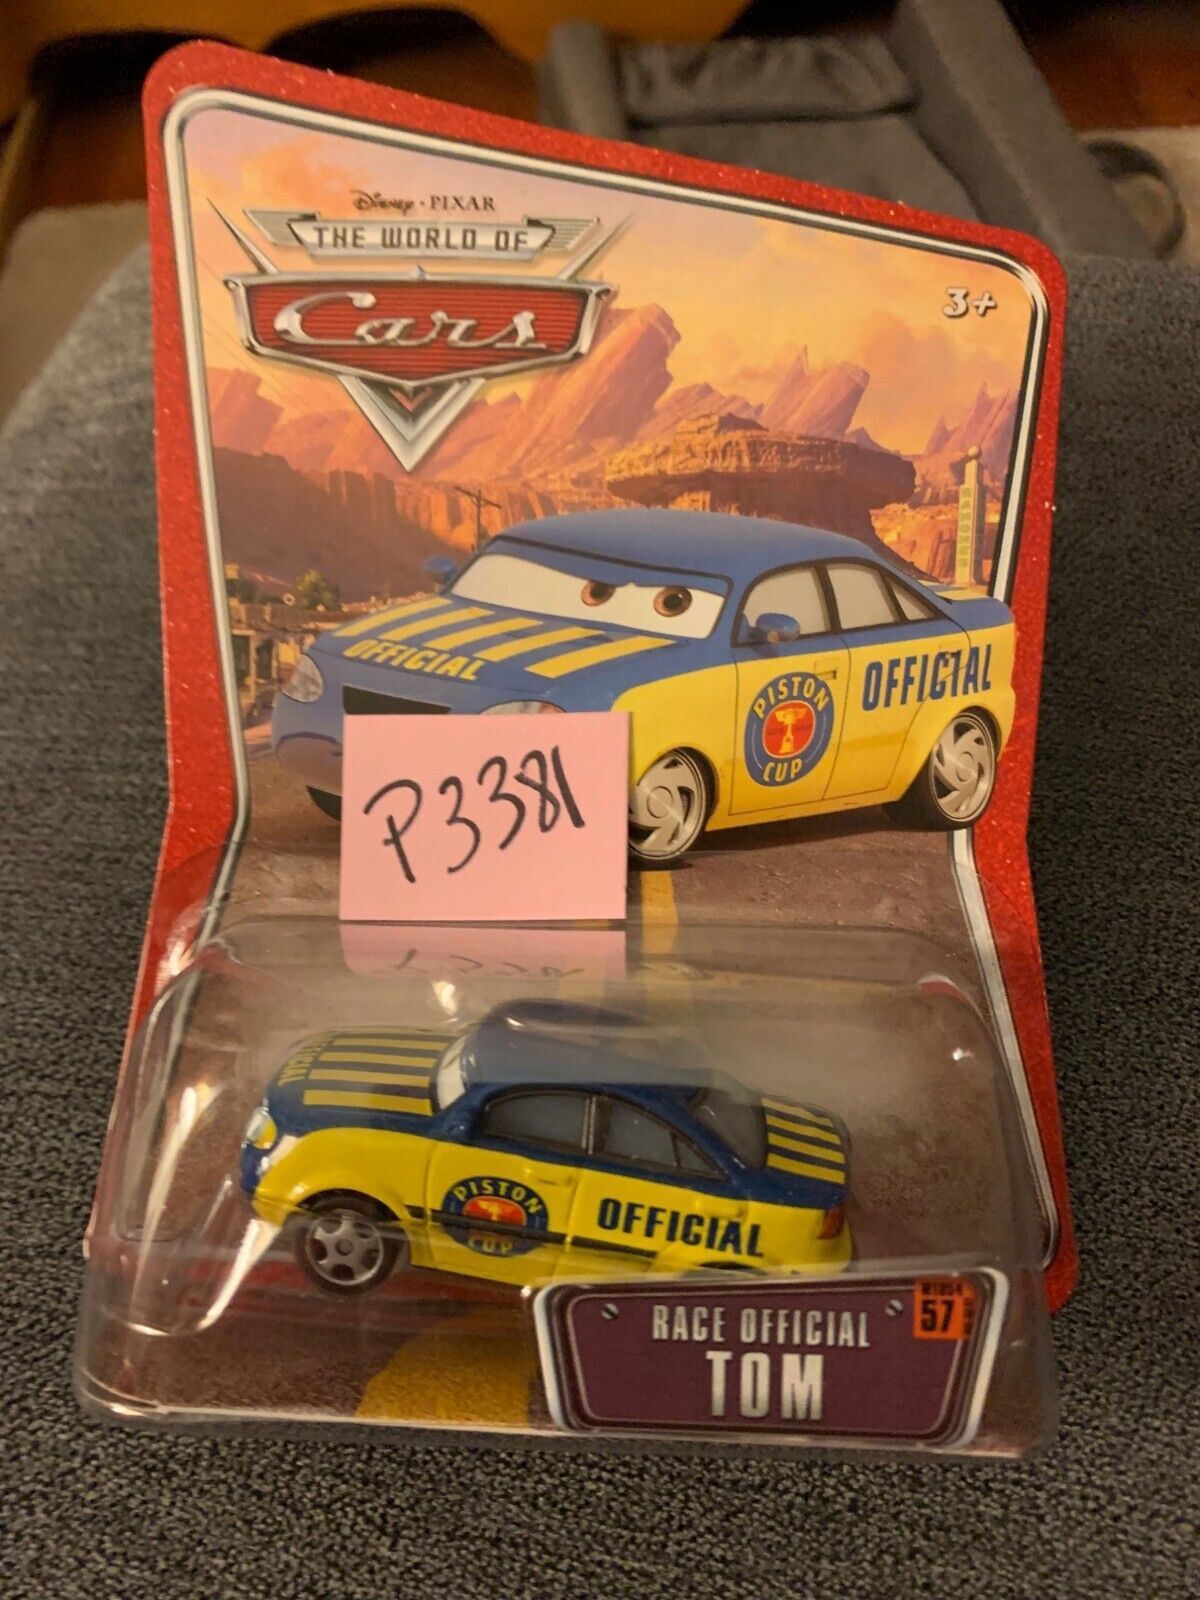 Disney • PIXAR
THE WORLD OF
Cars
3+
OFFICIAL
PISTON
CUP
OFFICIAL
P3381
OFFICIAL
PISTON
CUP
OFFICIAL
RACE OFFICIAL
TOM
57